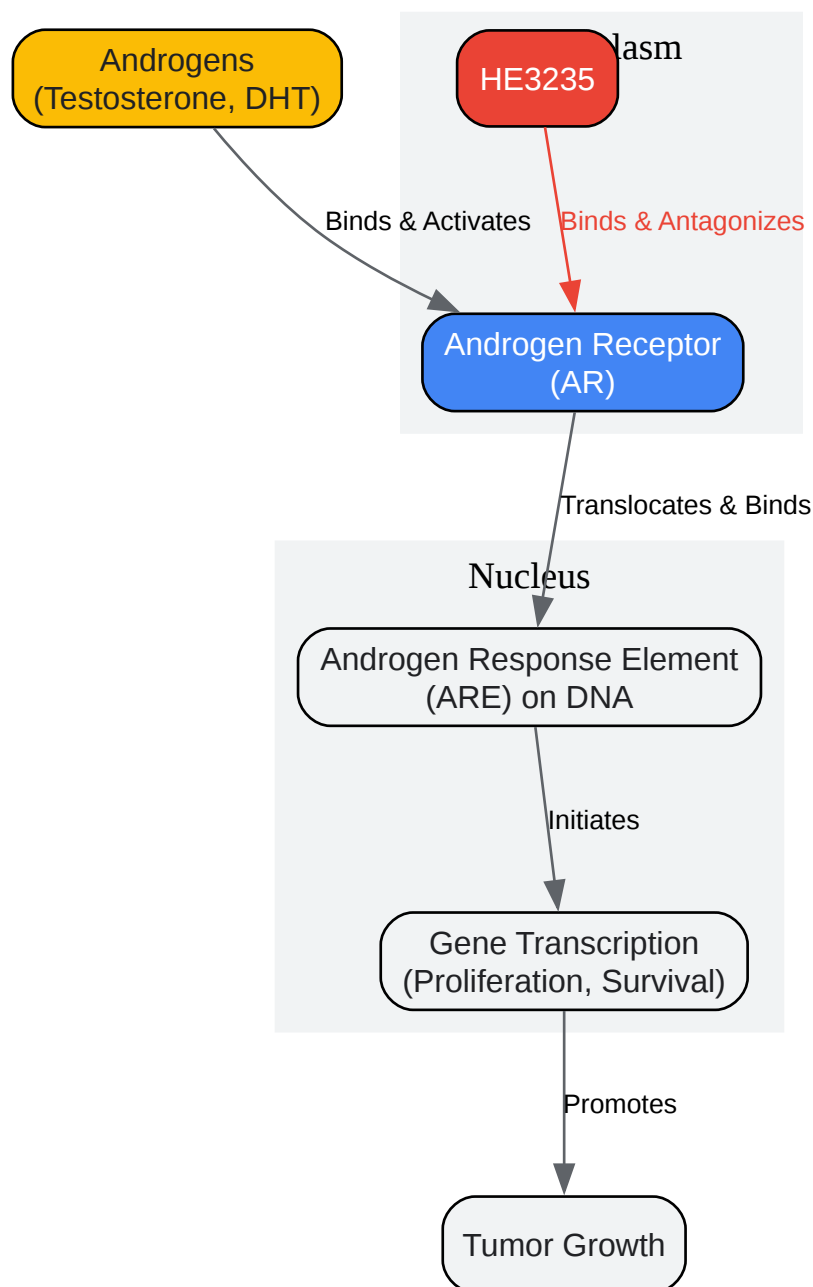 Androgens
(Testosterone, DHT)
HE3235
Binds & Activates
Binds & Antagonizes
Androgen Receptor
(AR)
Translocates & Binds
Nucleus
Androgen Response Element
(ARE) on DNA
Initiates
Gene Transcription
(Proliferation, Survival)
Promotes
Tumor Growth